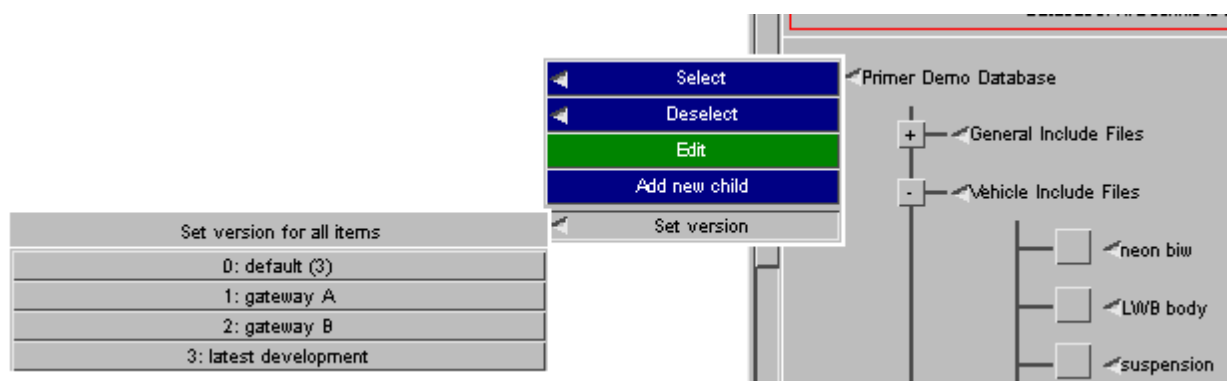 Select
Primer Demo Database
Deselect
+
General Include Files
Edit
Add new child
-
Vehicle Include Files
Set version
Set version for all items
0: default (3)
1: gateway A
2: gateway B
3: latest development
neon biw
LWB body
suspension